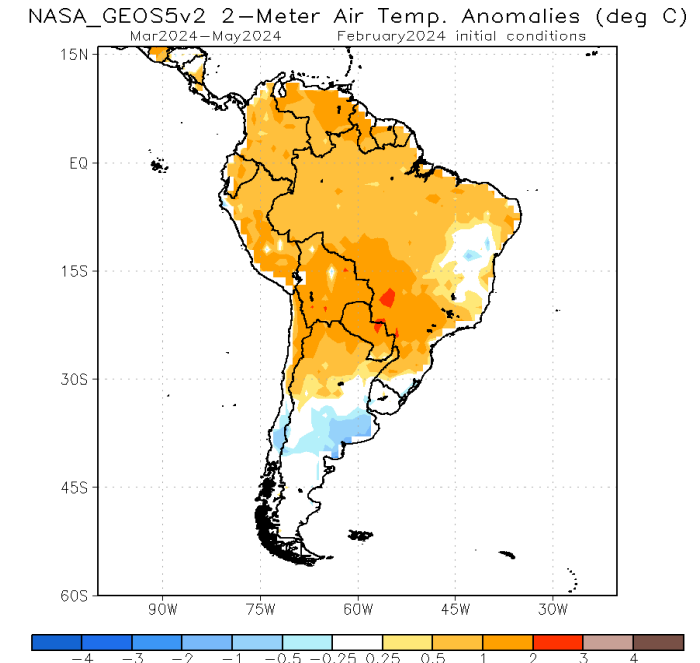 NASA_GEOS5v2 2-Meter Air Temp. Anomalies (deg C)
Mar2024-May2024 February2024 initial conditions
15N
EQ
15S
30S
45S
60S
90W 75W 60W 45W 30W
-4 -3 -2 -1 -0.5 -0.25 0.25 0.5 1 2 3 4